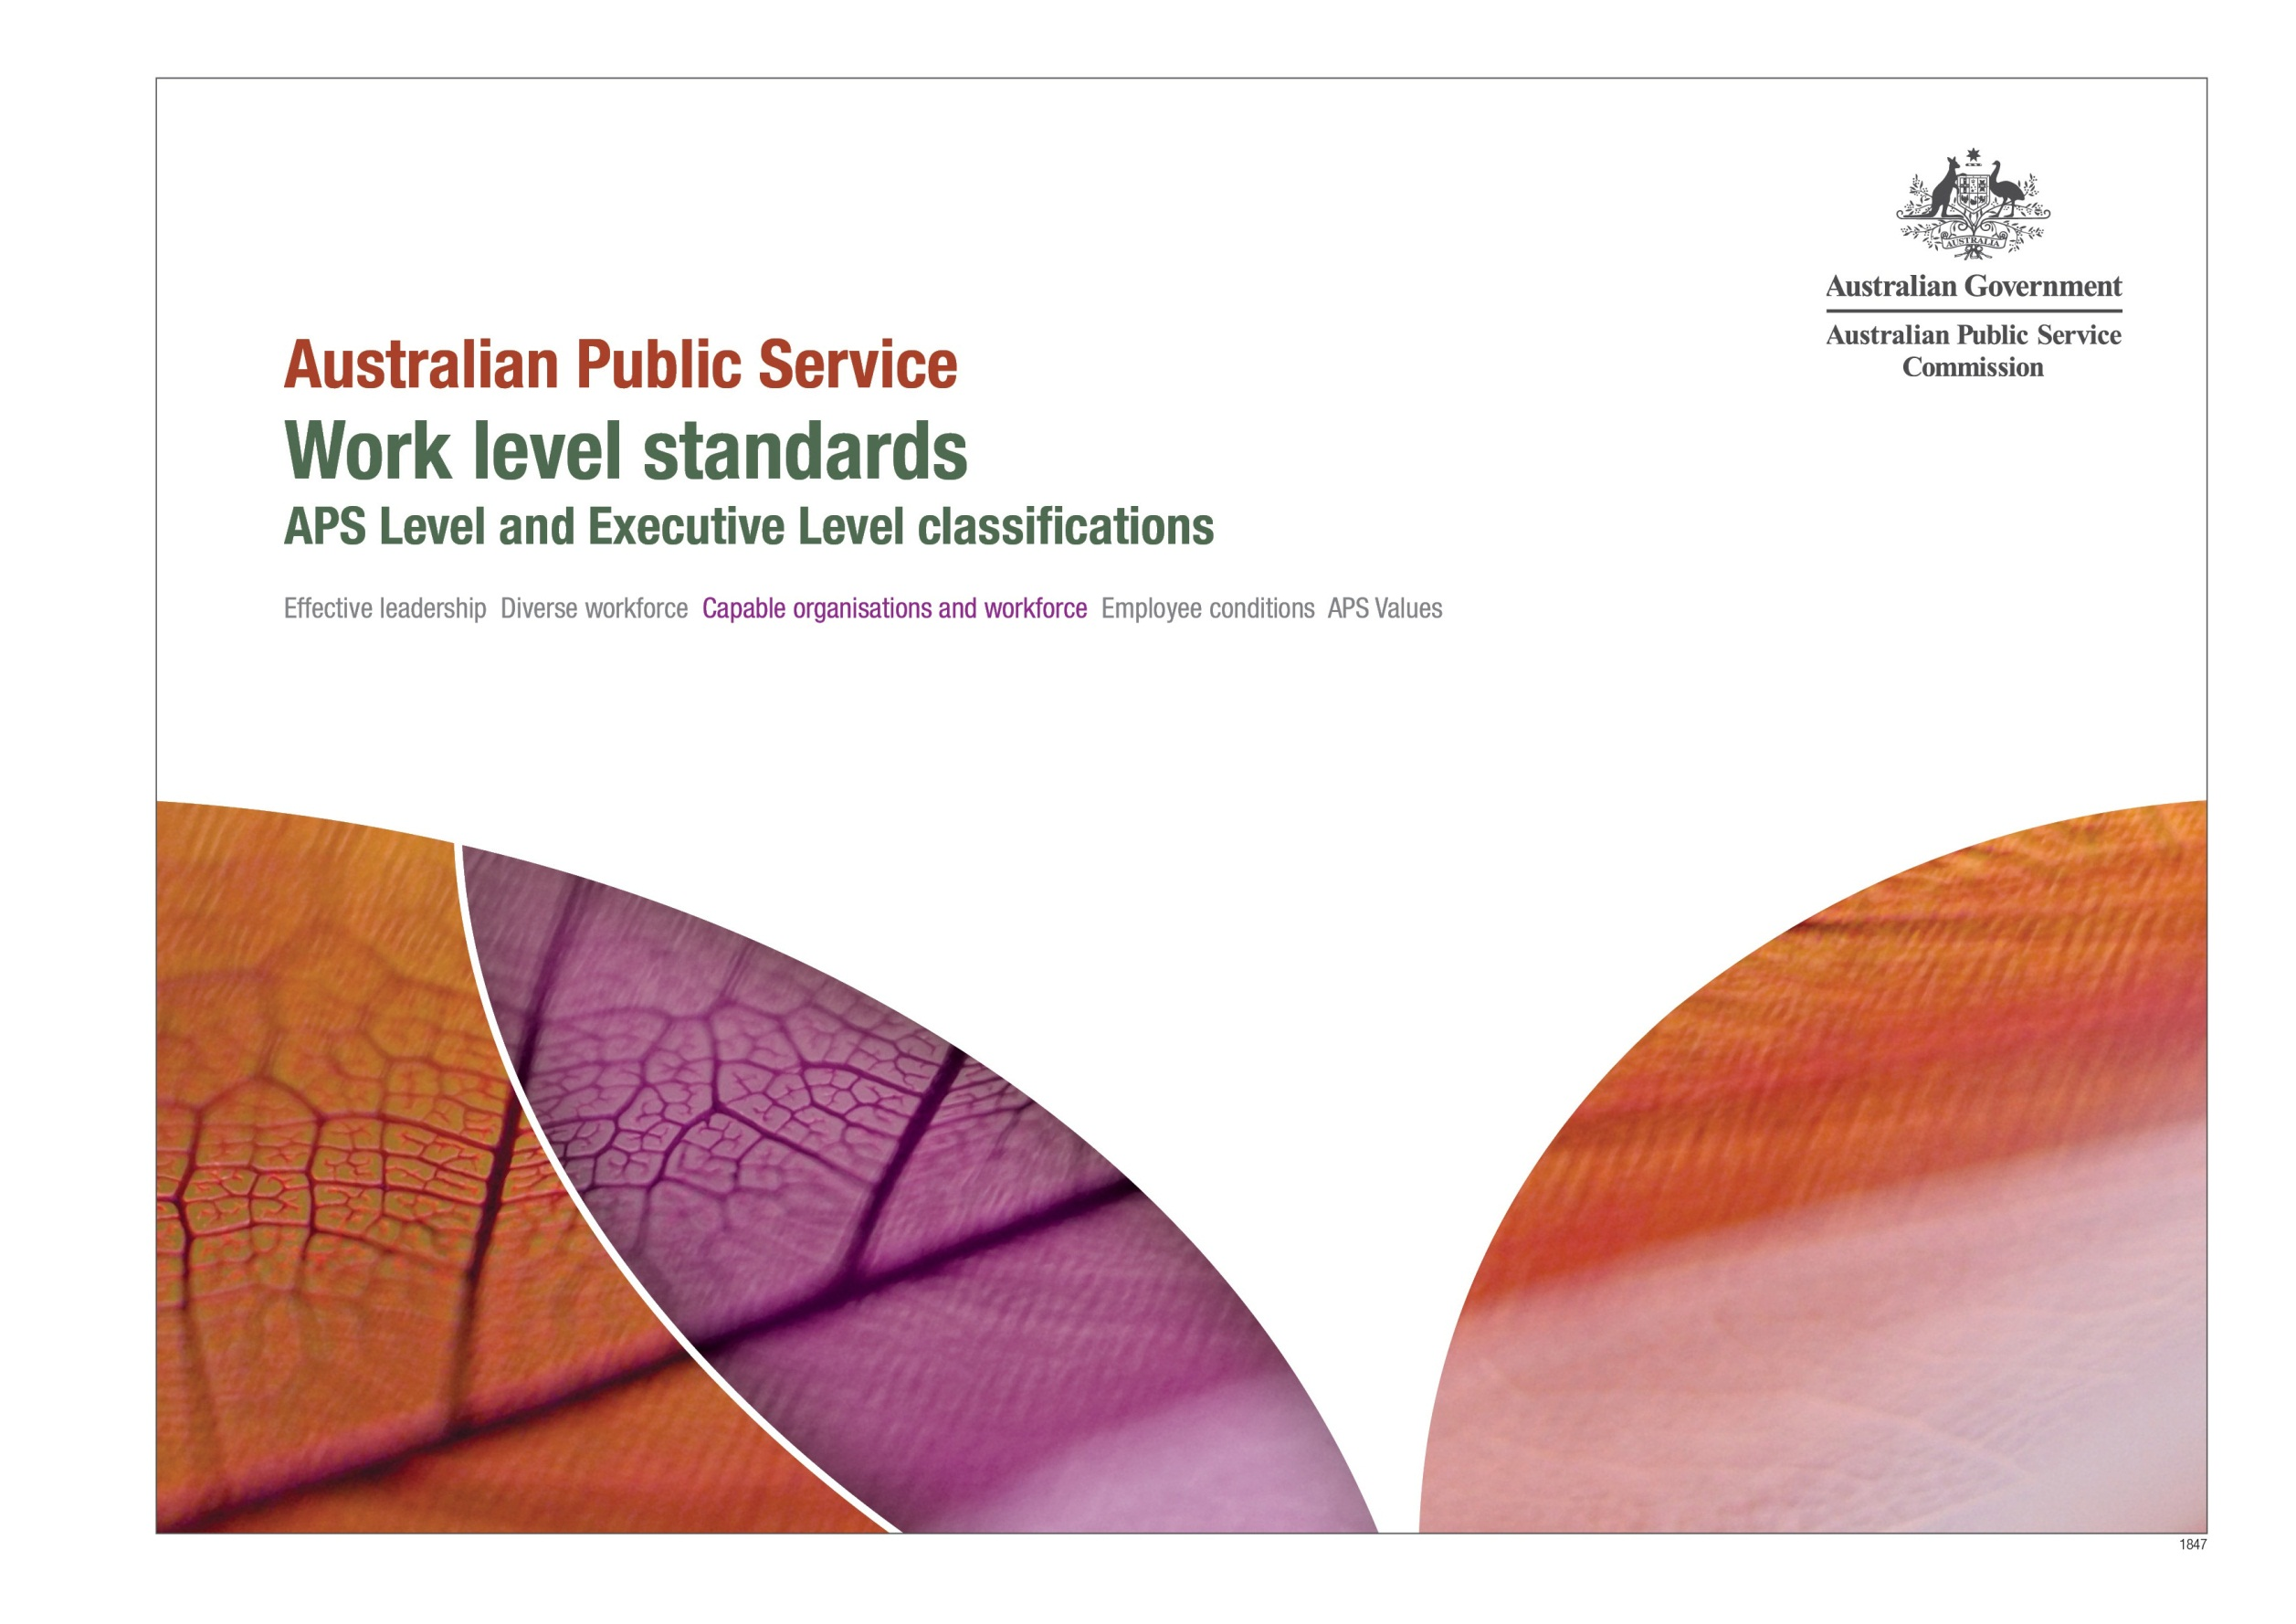 AUSTRALIA
Australian Government
Australian Public Service
Commission
Australian Public Service
Work level standards
APS Level and Executive Level classifications
Effective leadership Diverse workforce Capable organisations and workforce Employee conditions APS Values
1847